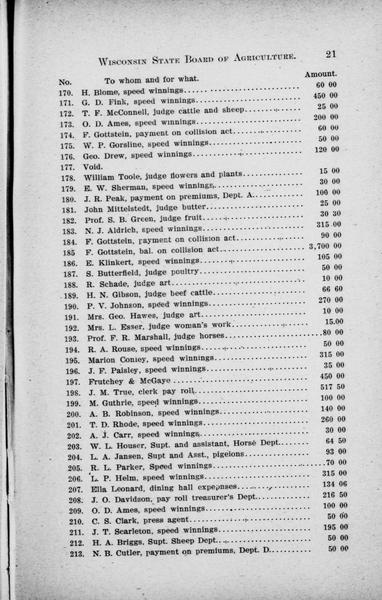 WISCONSIN STATE BOARD OF AGRICULTURE. 21
No. To whom and for what. Amount.
170. H. Blome, speed winnings 60 00
171. G. D. Fink, speed winnings 450 00
172. T. F. McConnell, judge cattle and sheep 25 00
173. O. D. Ames, speed winnings 200 00
174. F. Gottstein, payment on collision act 60 00
175. W. P. Gorsline, speed winnings 50 00
176. Geo. Drew, speed winnings 120 00
177. Void.
178. William Toole, judge flowers and plants 15 00
179. E. W. Sherman, speed winnings 30 00
180. J. R. Peak, payment on premiums, Dept. A. 100 00
181. John Mittelstedt, judge butter 25 00
182. Prof. S. B. Green, judge fruit 30 30
183. N. J. Aldrich, speed winnings 315 00
184. F. Gottstein, payment on collision act 90 00
185 F. Gottstein, bal. on collision act 3,700 00
186. E. Klinkert, speed winnings 105 00
187. S. Butterfield, judge poultry 50 00
188. R. Schade, judge art 10 00
189. H. N. Gibson, judge beef cattle 66 60
190. P. V. Johnson, speed winnings 270 00
191. Mrs. Geo. Hawes, judge art 10 00
192. Mrs. L. Esser, judge woman's work 15.00
193. Prof. F. R. Marshall, judge horses 80 00
194. R. A. Rouse, speed winnings 50 00
195. Marion Conley, speed winnings 315 00
196. J. F. Paisley, speed winnings 35 00
197. Frutchey & McGaye 450 00
198. J. M. True, clerk pay roll 517 50
199. M. Guthrie, speed winnings 100 00
200. A. B. Robinson, speed winnings 140 00
201. T. D. Rhode, speed winnings 260 00
202. A. J. Carr, speed winnings 30 00
203. W. L. Houser, Supt. and assistant, Horse Dept. 64 50
204. L. A. Jansen, Supt and Asst., pigeons 93 00
205. R. L. Parker, Speed winnings 70 00
206. L. P. Helm, speed winnings 315 00
207. Ella Leonard, dining hall expenses 134 06
208. J. O. Davidson, pay roll treasurer's Dept. 216 50
209. O. D. Ames, speed winnings 100 00
210. C. S. Clark, press agent 50 00
211. J. T. Scarleton, speed winnings 195 00
212. H. A. Briggs, Supt. Sheep Dept. 50 00
213. N. B. Cutler, payment on premiums, Dept. D. 50 00